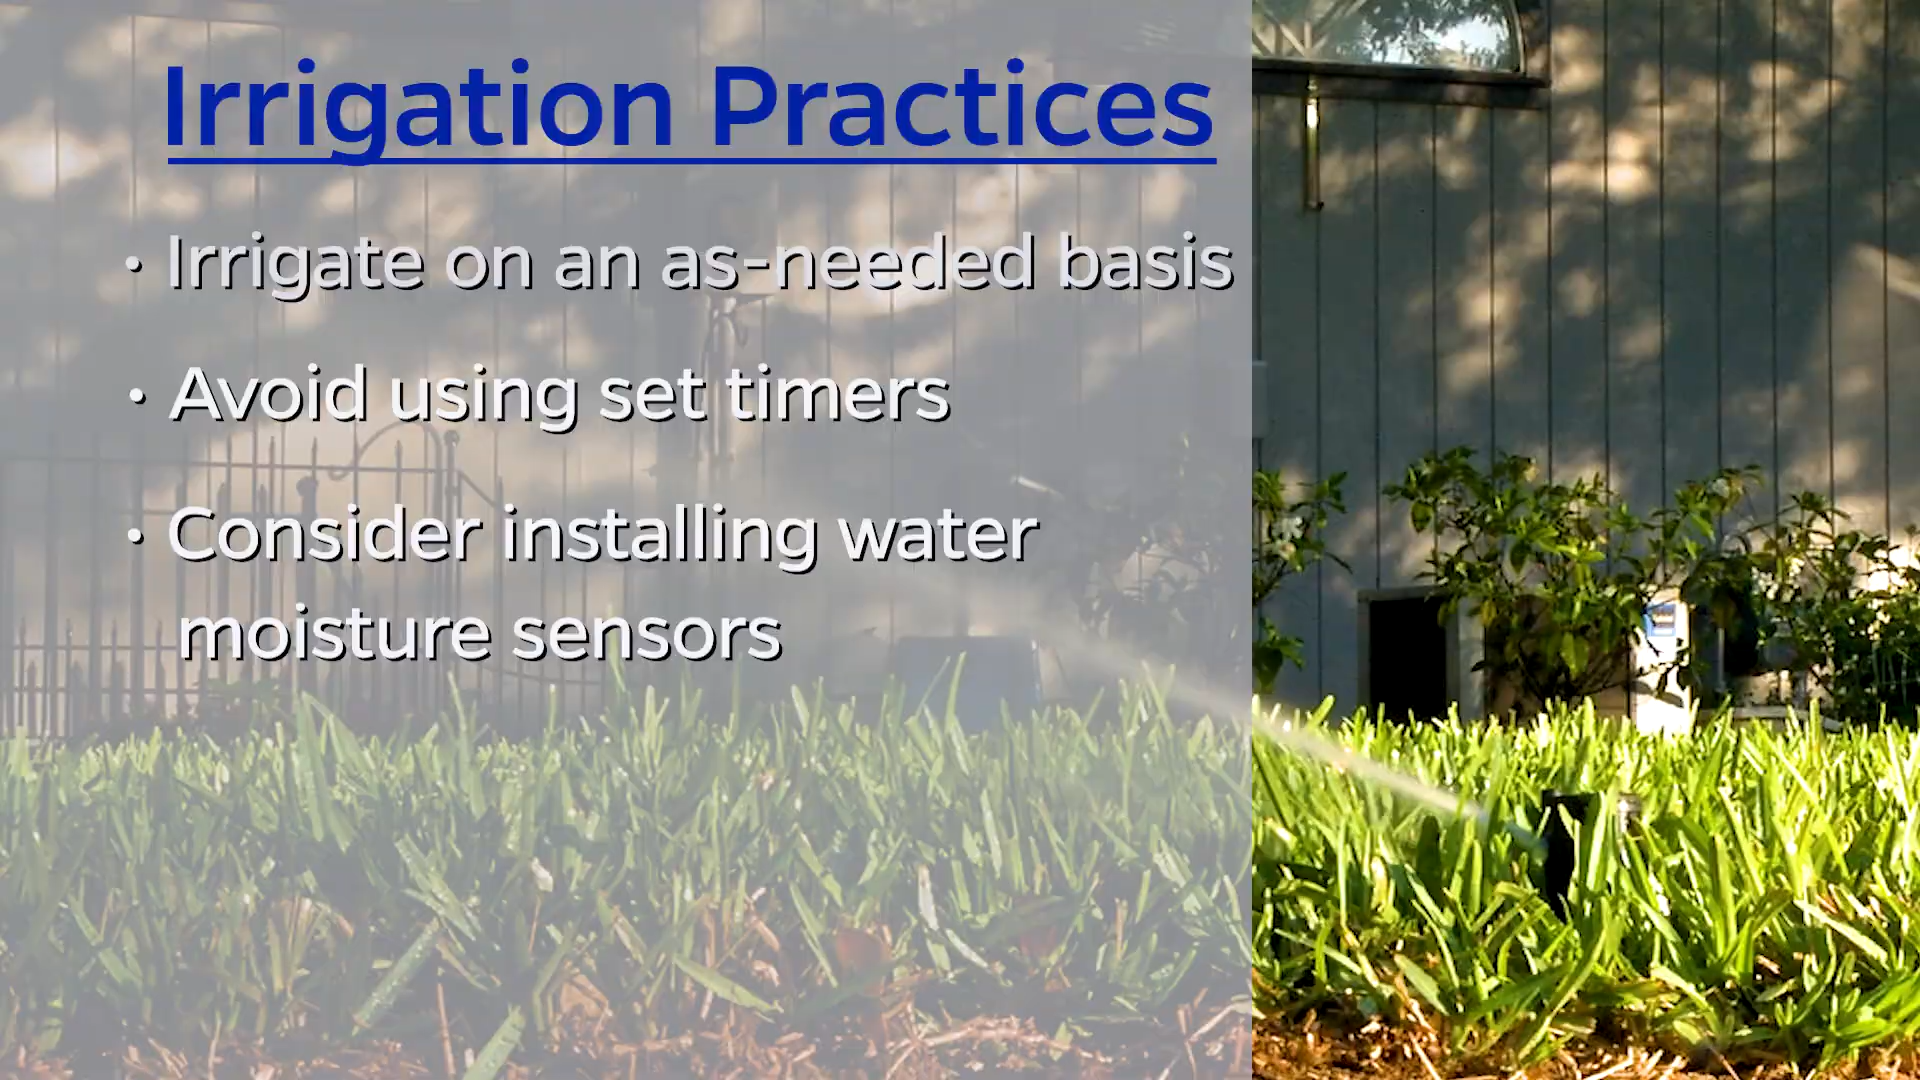 Irrigation Practices
• Irrigate on an as-needed basis
• Avoid using set timers
• Consider installing water
moisture sensors